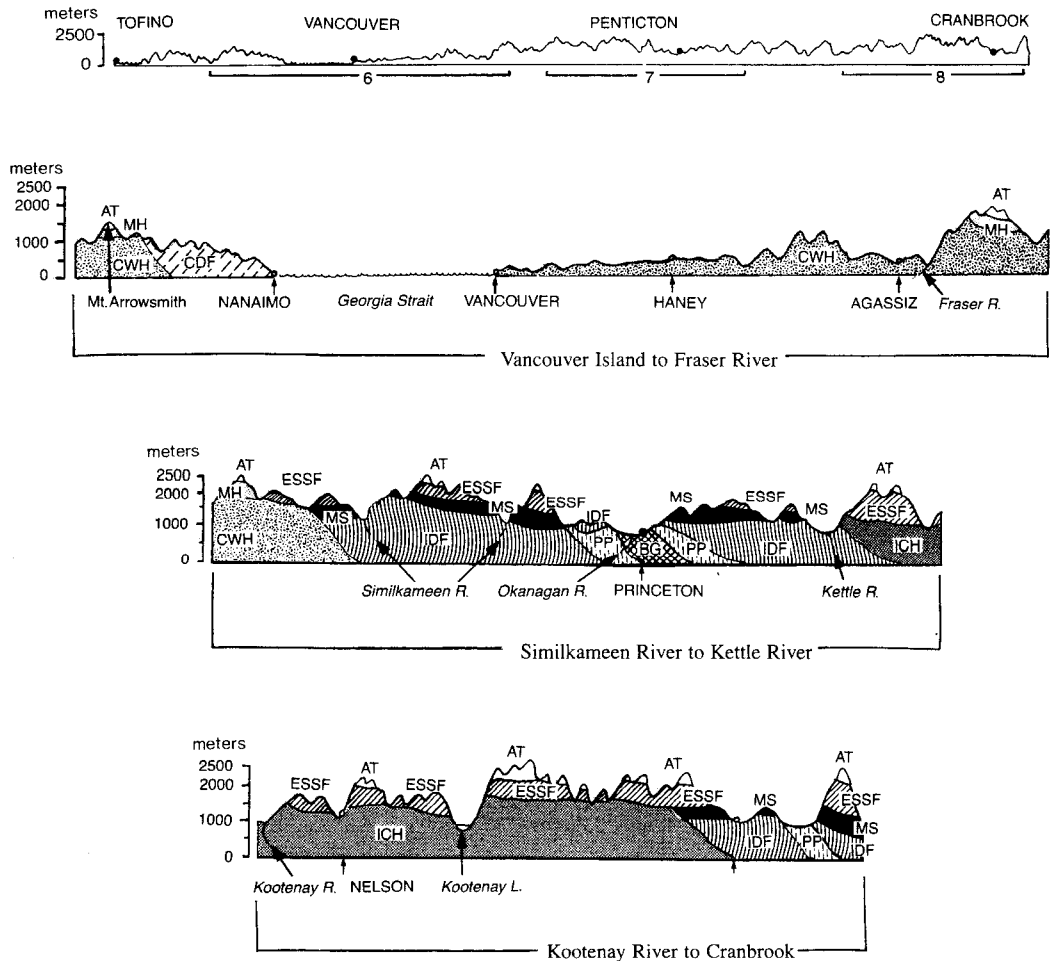 meters
TOFINO VANCOUVER PENTICTON CRANBROOK
2500
0
6 7 8
meters
2500
2000
1000
0
AT MH CWH CDF CWH AT MH
Mt. Arrowsmith NANAIMO Georgia Strait VANCOUVER HANEY AGASSIZ Fraser R.
Vancouver Island to Fraser River
meters
2500
2000
1000
0
AT ESSF AT AT
MH ESSF ESSF MS ESSF MS ESSF
MS MS IDF
CWH IDF PP BG PP IDF ICH
Similkameen R. Okanagan R. PRINCETON Kettle R.
Similkameen River to Kettle River
meters
2500
2000
1000
0
AT AT AT
ESSF AT ESSF ESSF ESSF MS ESSF
ICH IDF PP MS
IDF
Kootenay R. NELSON Kootenay L.
Kootenay River to Cranbrook